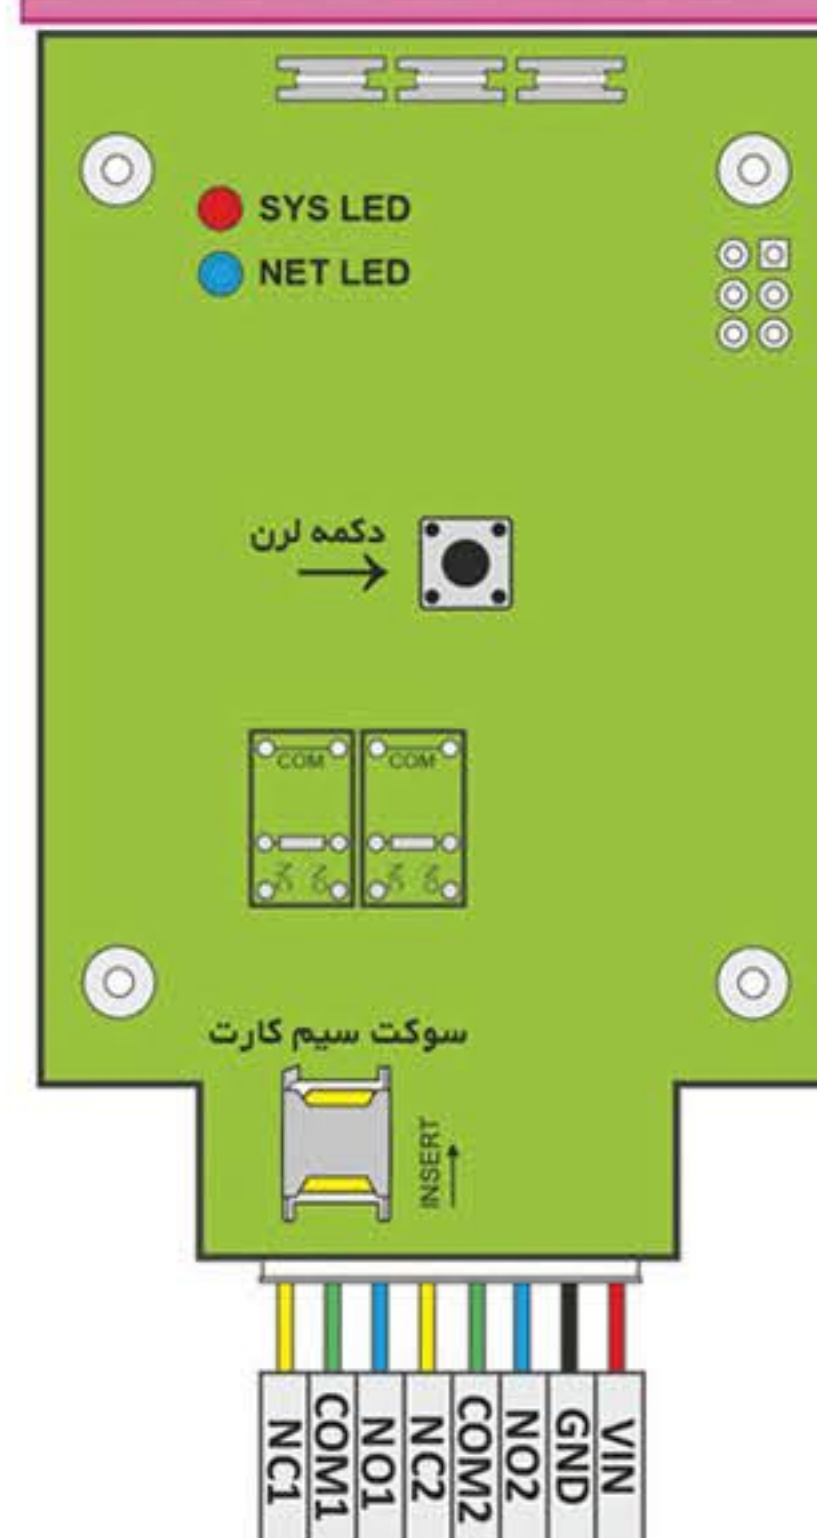 SYS LED
NET LED
دکمه لرن
COM
COM
سوکت سیم کارت
INSERT
NC1
COM1
NO1
NC2
COM2
NO2
GND
VIN